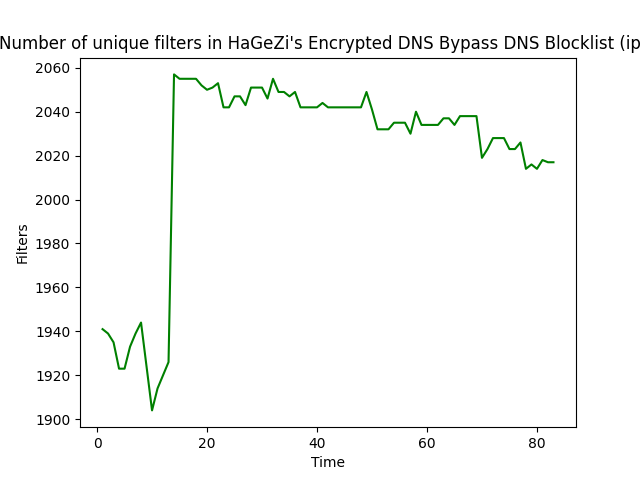 Number of unique filters in HaGeZi's Encrypted DNS Bypass DNS Blocklist (ip
2060
2040
2020
2000
1980
1960
1940
1920
1900
Filters
0 20 40 60 80
Time